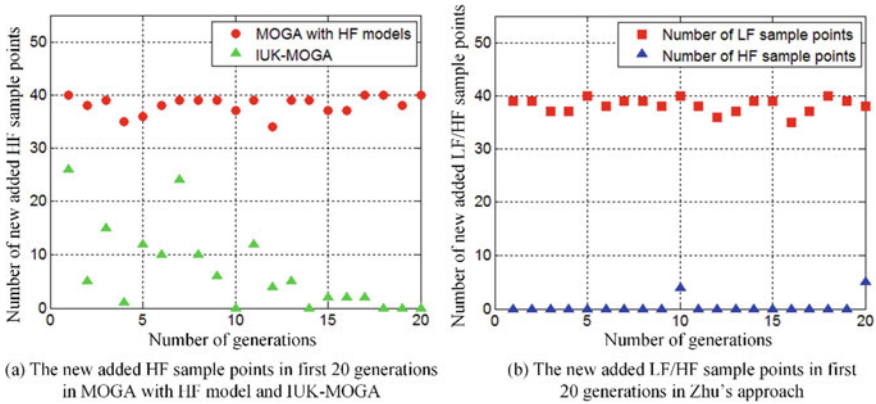 Number of new added HF sample points
50
40
30
20
10
0
MOGA with HF models
IUK-MOGA
0 5 10 15 20
Number of generations
(a) The new added HF sample points in first 20 generations
in MOGA with HF model and IUK-MOGA
Number of new added LF/HF sample points
50
40
30
20
10
0
Number of LF sample points
Number of HF sample points
0 5 10 15 20
Number of generations
(b) The new added LF/HF sample points in first
20 generations in Zhu's approach